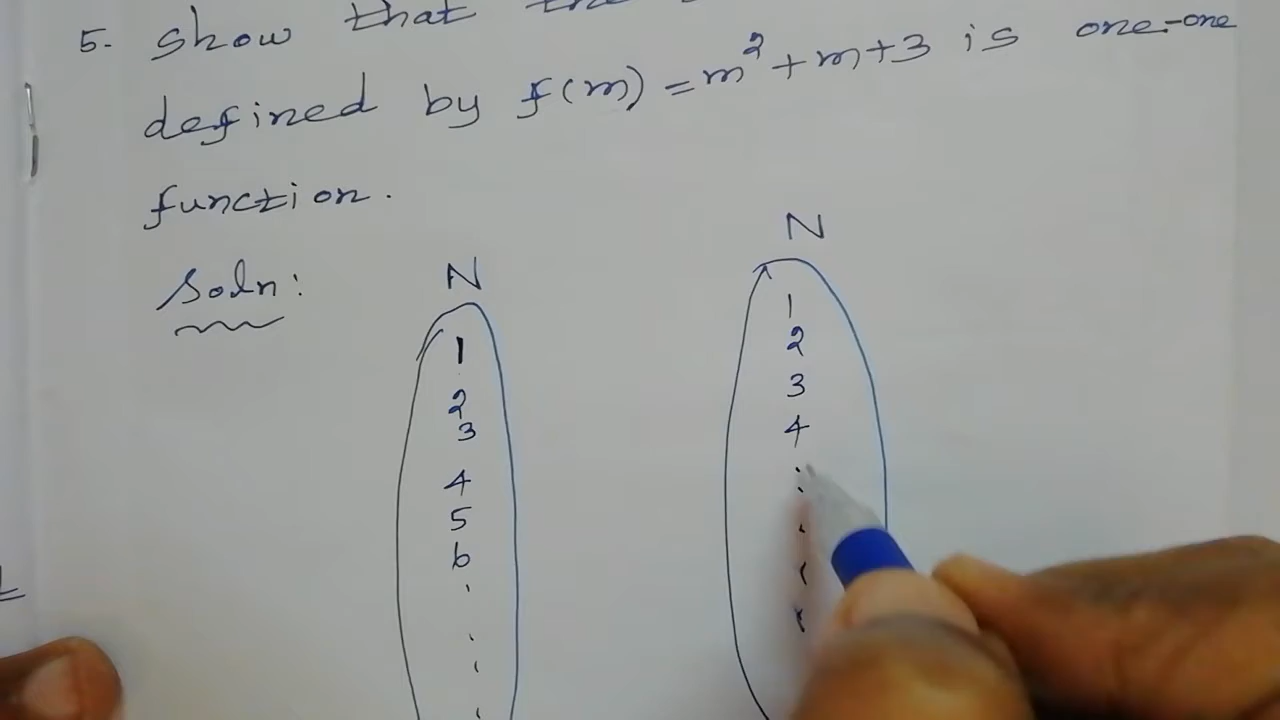 5. Show that the
defined by f(m) = m² + m + 3 is one-one
function.
Soln:
N N
1 1
2 2
3 3
4 4
5
6